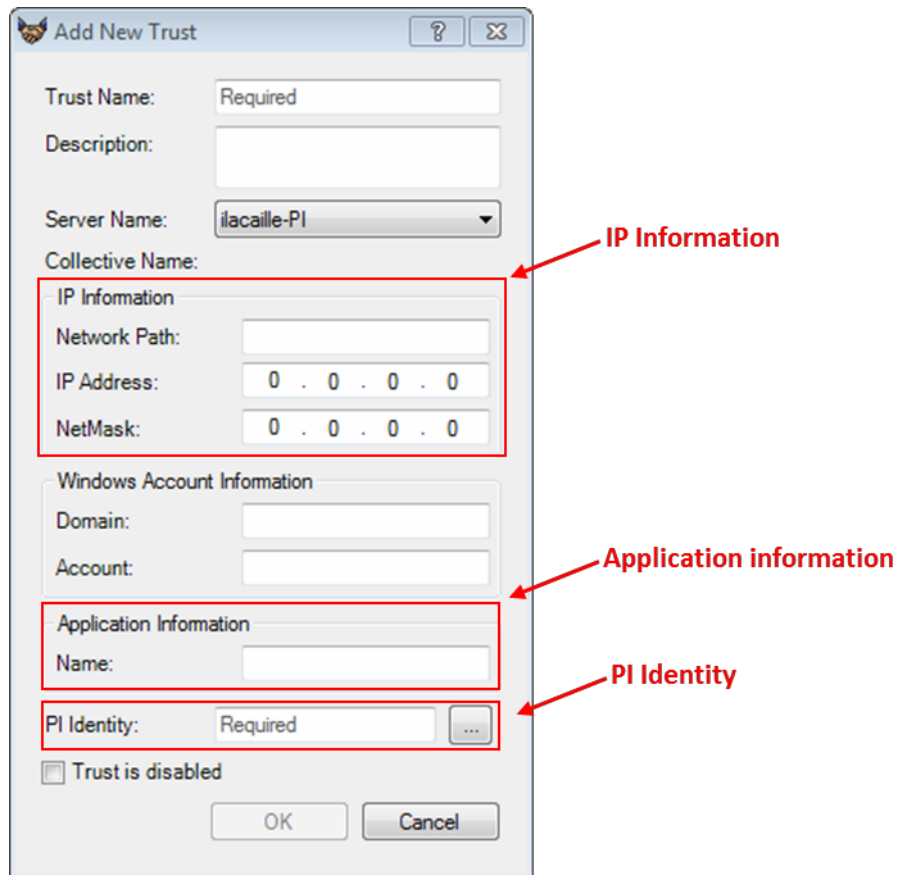 Add New Trust
Trust Name: Required
Description:
Server Name: ilacaille-PI
IP Information
Collective Name:
IP Information
Network Path:
IP Address: 0 . 0 . 0 . 0
NetMask: 0 . 0 . 0 . 0
Windows Account Information
Domain:
Account:
Application information
Application Information
Name:
PI Identity
PI Identity: Required ...
Trust is disabled
OK Cancel